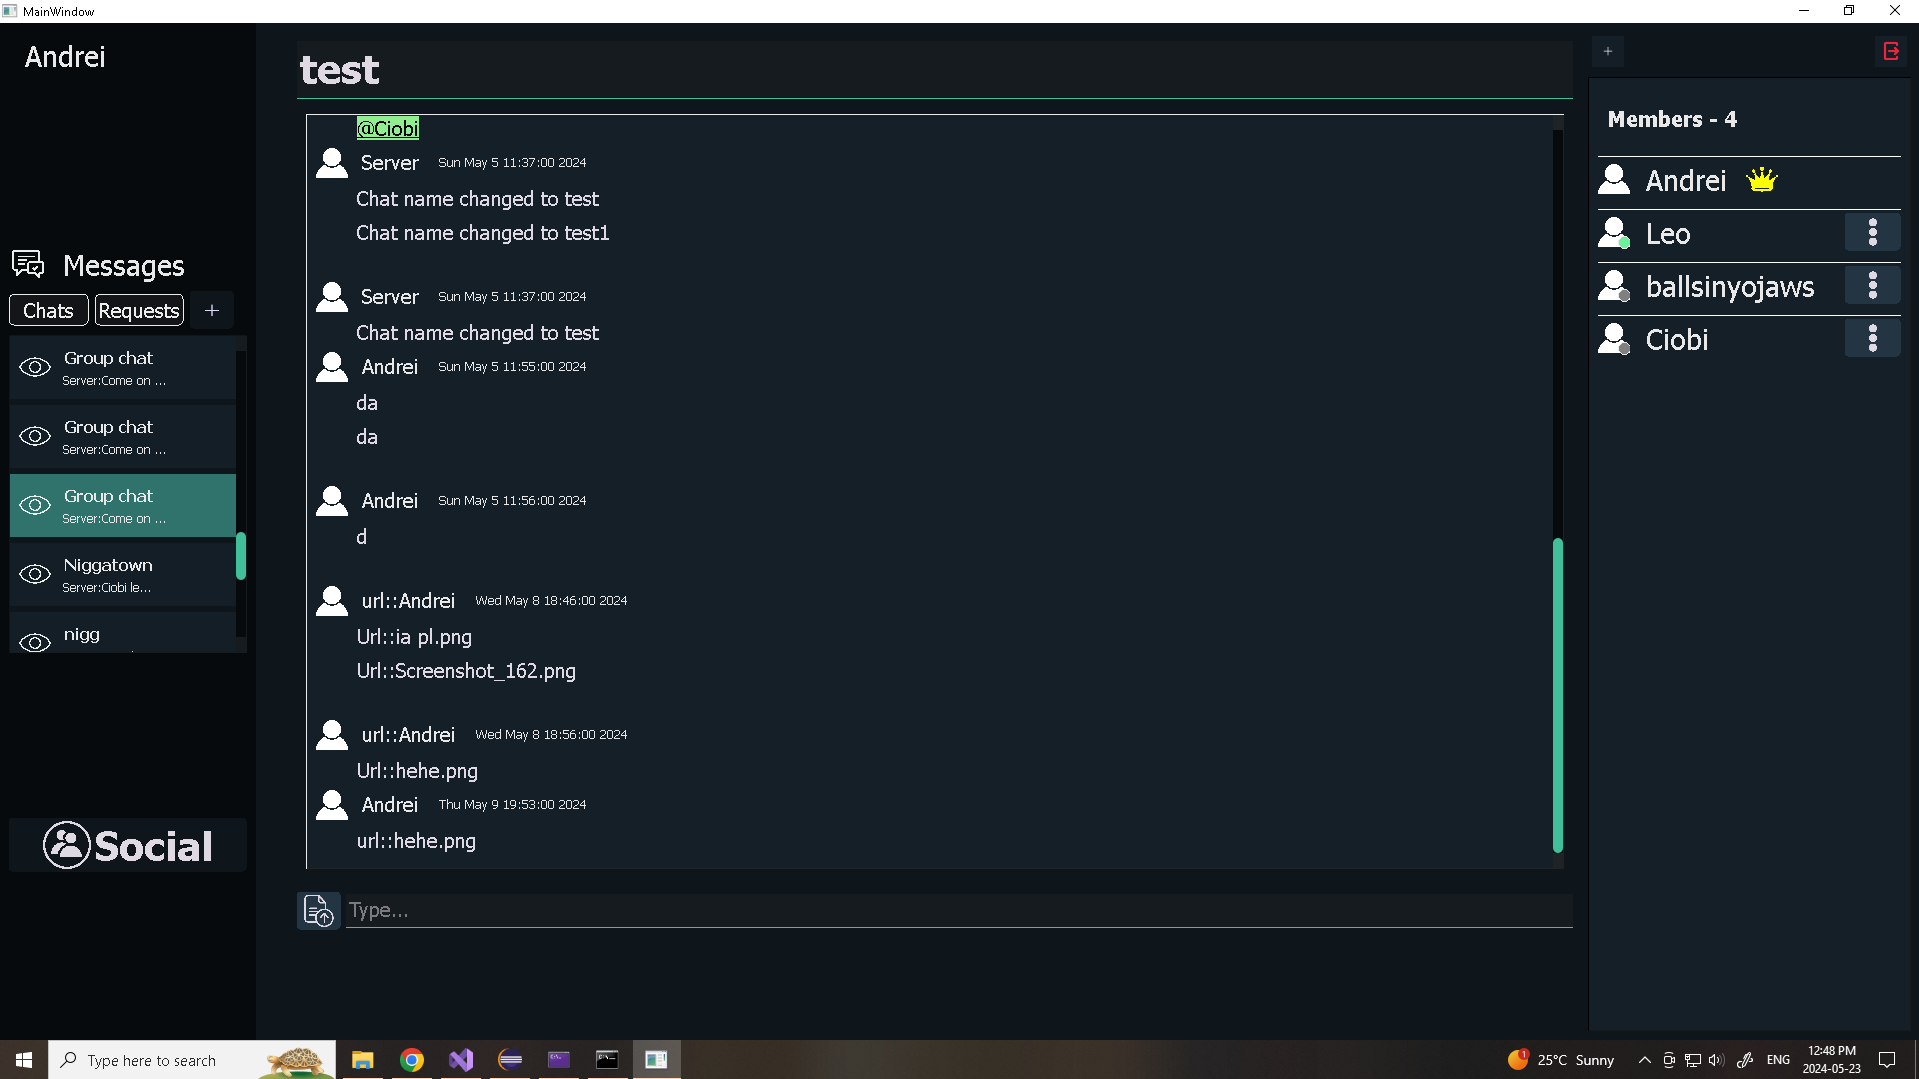 MainWindow
Andrei
Messages
Chats
Requests
+
Group chat
Server:Come on ...
Group chat
Server:Come on ...
Group chat
Server:Come on ...
Niggatown
Server:Ciobi le...
nigg
Social
test
@Ciobi
Server Sun May 5 11:37:00 2024
Chat name changed to test
Chat name changed to test1
Server Sun May 5 11:37:00 2024
Chat name changed to test
Andrei Sun May 5 11:55:00 2024
da
da
Andrei Sun May 5 11:56:00 2024
d
url::Andrei Wed May 8 18:46:00 2024
Url::ia pl.png
Url::Screenshot_162.png
url::Andrei Wed May 8 18:56:00 2024
Url::hehe.png
Andrei Thu May 9 19:53:00 2024
url::hehe.png
Type...
+
Members - 4
Andrei
Leo
ballsinyojaws
Ciobi
Type here to search
1
25°C Sunny
ENG
12:48 PM
2024-05-23